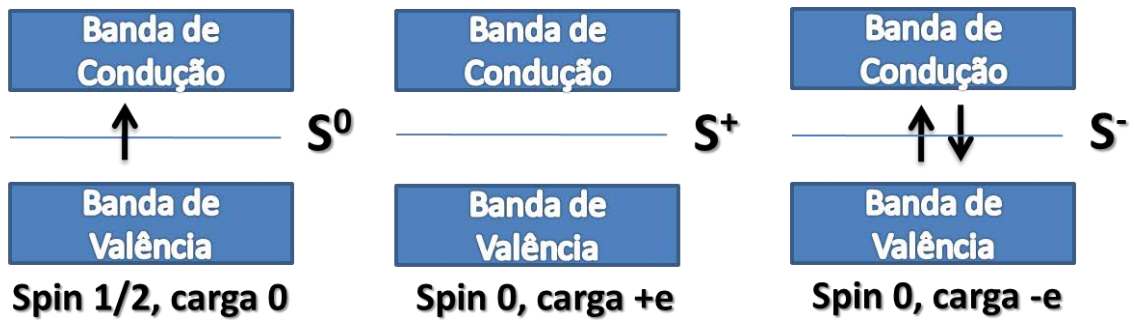 Banda de
Condução
S⁰
Banda de
Valência
Spin 1/2, carga 0
Banda de
Condução
S⁺
Banda de
Valência
Spin 0, carga +e
Banda de
Condução
S⁻
Banda de
Valência
Spin 0, carga -e